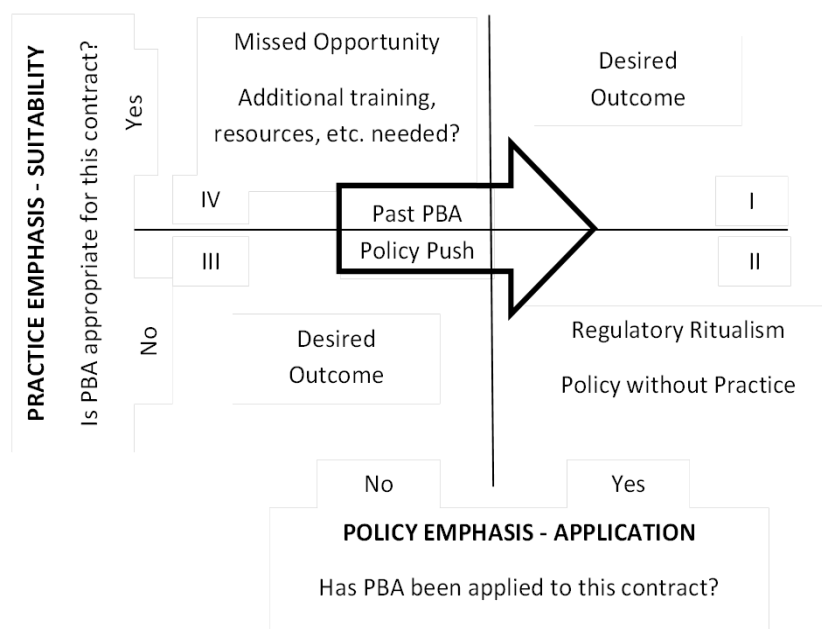 PRACTICE EMPHASIS - SUITABILITY
Is PBA appropriate for this contract?
Yes
No
Missed Opportunity
Additional training,
resources, etc. needed?
Desired
Outcome
IV
I
Past PBA
Policy Push
III
II
Desired
Outcome
Regulatory Ritualism
Policy without Practice
No
Yes
POLICY EMPHASIS - APPLICATION
Has PBA been applied to this contract?